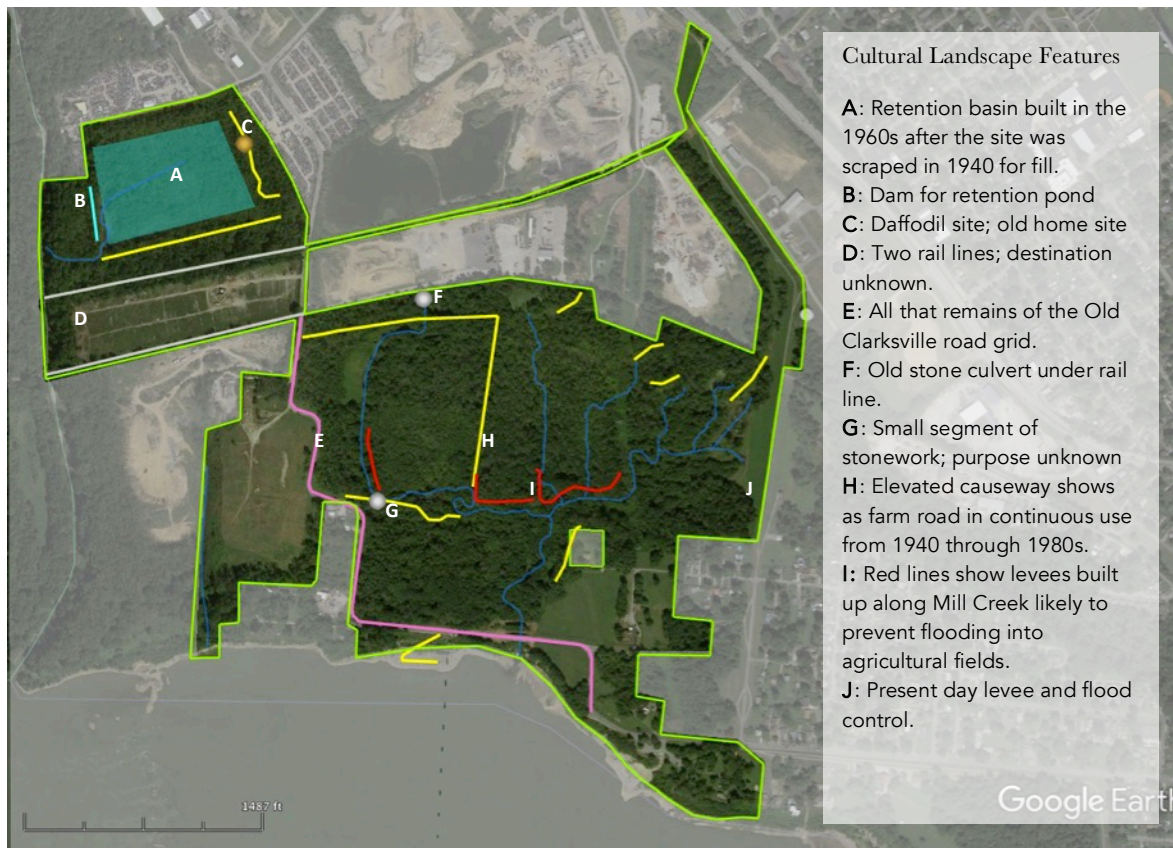 Cultural Landscape Features
A: Retention basin built in the
1960s after the site was
scraped in 1940 for fill.
B: Dam for retention pond
C: Daffodil site; old home site
D: Two rail lines; destination
unknown.
E: All that remains of the Old
Clarksville road grid.
F: Old stone culvert under rail
line.
G: Small segment of
stonework; purpose unknown
H: Elevated causeway shows
as farm road in continuous use
from 1940 through 1980s.
I: Red lines show levees built
up along Mill Creek likely to
prevent flooding into
agricultural fields.
J: Present day levee and flood
control.
C
A
B
F
D
E
H
I
J
G
1487 ft
Google Earth